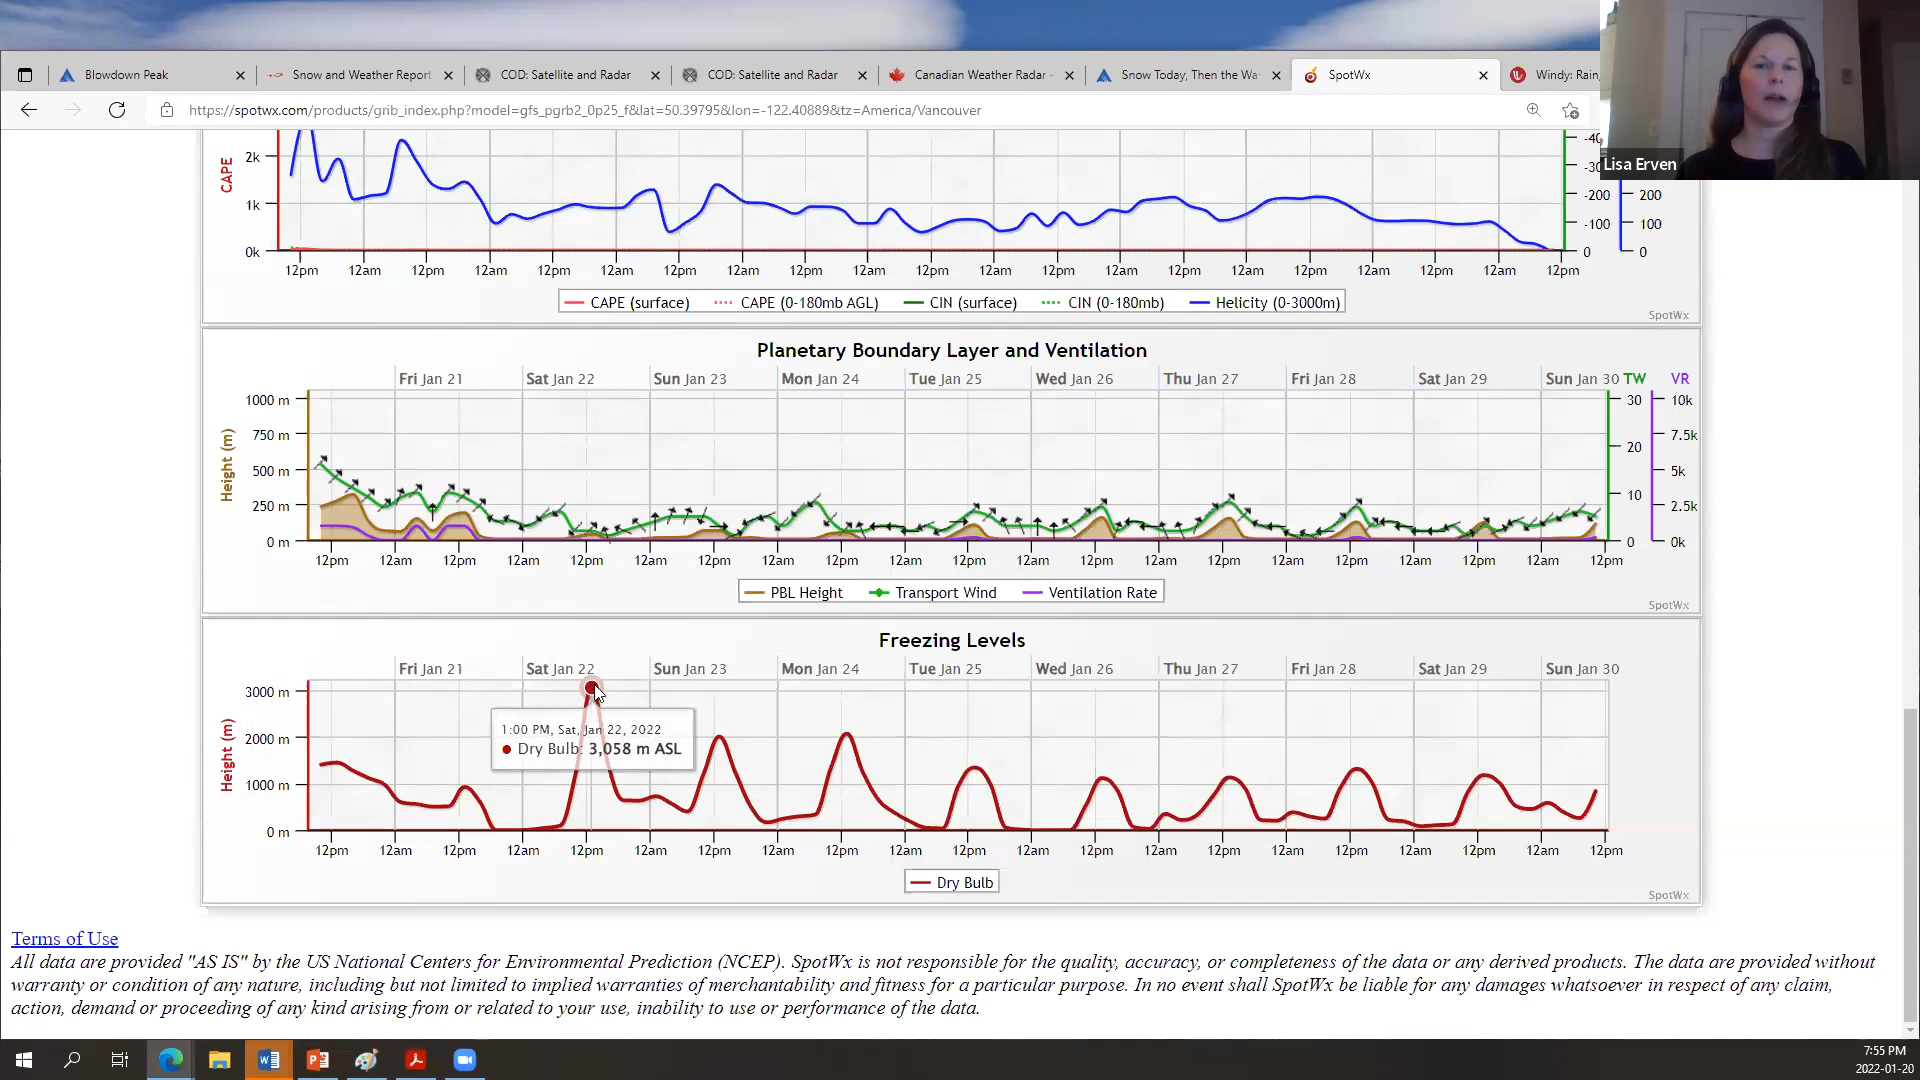 Blowdown Peak
Snow and Weather Report
COD: Satellite and Radar
COD: Satellite and Radar
Canadian Weather Radar -
Snow Today, Then the Wa
SpotWx
Windy: Rain,
https://spotwx.com/products/grib_index.php?model=gfs_pgrb2_0p25_f&lat=50.39795&lon=-122.40889&tz=America/Vancouver
Lisa Erven
CAPE
2k
1k
0k
-200
-100
0
200
100
0
12pm 12am 12pm 12am 12pm 12am 12pm 12am 12pm 12am 12pm 12am 12pm 12am 12pm 12am 12pm 12am 12pm 12am 12pm
CAPE (surface) CAPE (0-180mb AGL) CIN (surface) CIN (0-180mb) Helicity (0-3000m)
SpotWx
Planetary Boundary Layer and Ventilation
Fri Jan 21 Sat Jan 22 Sun Jan 23 Mon Jan 24 Tue Jan 25 Wed Jan 26 Thu Jan 27 Fri Jan 28 Sat Jan 29 Sun Jan 30 TW VR
Height (m)
1000 m 30 10k
750 m 7.5k
20
500 m 5k
10
250 m 2.5k
0 m 0 0k
12pm 12am 12pm 12am 12pm 12am 12pm 12am 12pm 12am 12pm 12am 12pm 12am 12pm 12am 12pm 12am 12pm 12am 12pm
PBL Height Transport Wind Ventilation Rate
SpotWx
Freezing Levels
Fri Jan 21 Sat Jan 22 Sun Jan 23 Mon Jan 24 Tue Jan 25 Wed Jan 26 Thu Jan 27 Fri Jan 28 Sat Jan 29 Sun Jan 30
Height (m)
3000 m
2000 m
1000 m
0 m
1:00 PM, Sat, Jan 22, 2022
Dry Bulb: 3,058 m ASL
12pm 12am 12pm 12am 12pm 12am 12pm 12am 12pm 12am 12pm 12am 12pm 12am 12pm 12am 12pm 12am 12pm 12am 12pm
Dry Bulb
SpotWx
Terms of Use
All data are provided "AS IS" by the US National Centers for Environmental Prediction (NCEP). SpotWx is not responsible for the quality, accuracy, or completeness of the data or any derived products. The data are provided without
warranty or condition of any nature, including but not limited to implied warranties of merchantability and fitness for a particular purpose. In no event shall SpotWx be liable for any damages whatsoever in respect of any claim,
action, demand or proceeding of any kind arising from or related to your use, inability to use or performance of the data.
7:55 PM
2022-01-20